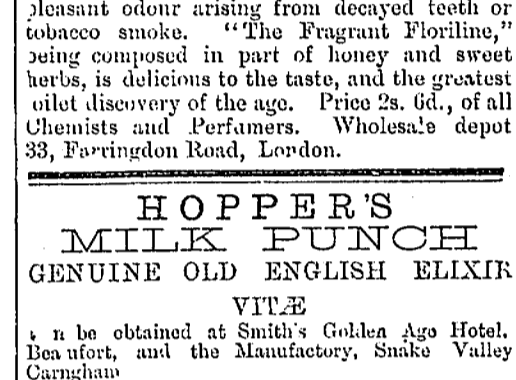 pleasant odour arising from decayed teeth or
tobacco smoke. "The Fragrant Floriline,"
being composed in part of honey and sweet
herbs, is delicious to the taste, and the greatest
oilet discovery of the age. Price 2s. 6d., of all
Chemists and Perfumers. Wholesale depot
33, Farringdon Road, London.
HOPPER'S
MILK PUNCH
GENUINE OLD ENGLISH ELIXIR
VITÆ
n be obtained at Smith's Golden Age Hotel,
Beaufort, and the Manufactory, Snake Valley
Carngham